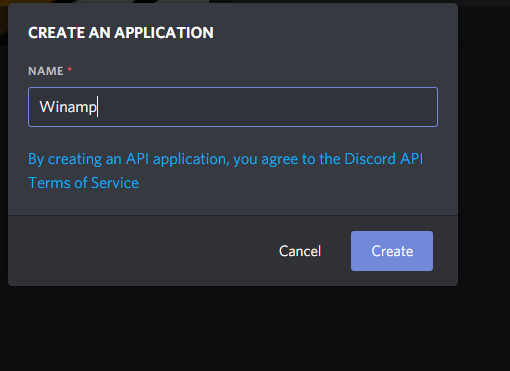 CREATE AN APPLICATION
NAME *
Winamp
By creating an API application, you agree to the Discord API
Terms of Service
Cancel Create